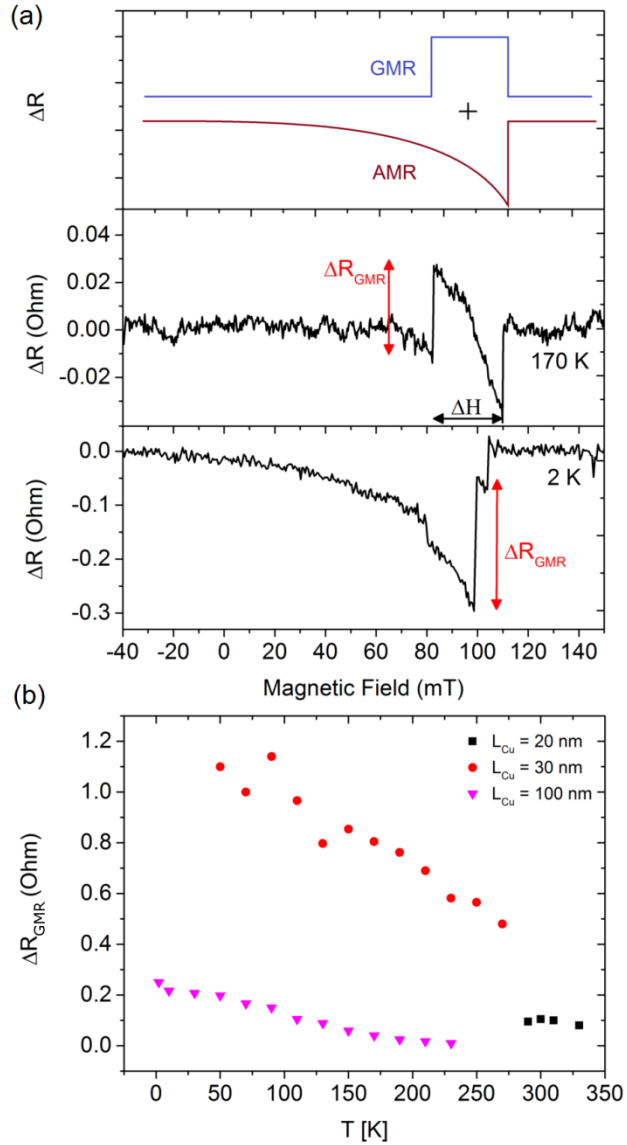 (a)
GMR
+
AMR
ΔR
0.04
0.02
0.00
-0.02
ΔR (Ohm)
ΔR_GMR
ΔH
170 K
0.0
-0.1
-0.2
-0.3
ΔR (Ohm)
2 K
ΔR_GMR
-40 -20 0 20 40 60 80 100 120 140
Magnetic Field (mT)
(b)
1.2
1.0
0.8
0.6
0.4
0.2
0.0
ΔR_GMR (Ohm)
L_Cu = 20 nm
L_Cu = 30 nm
L_Cu = 100 nm
0 50 100 150 200 250 300 350
T [K]